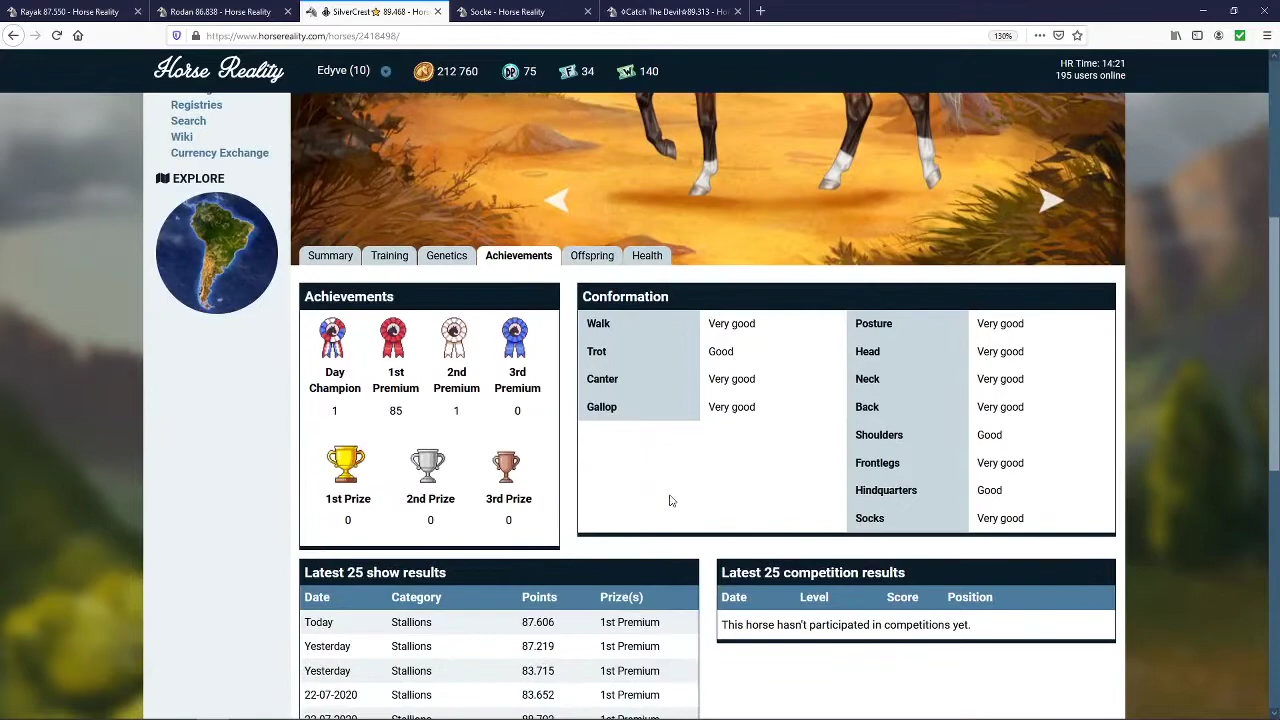 Rayak 87.550 - Horse Reality
Rodan 86.838 - Horse Reality
SilverCrest⭐ 89.468 - Hors
Socke - Horse Reality
◊Catch The Devil☆89.313 - Ho
https://www.horsereality.com/horses/2418498/
130%
Horse Reality
Edyve (10)
212 760
DP 75
34
140
HR Time: 14:21
195 users online
Registries
Search
Wiki
Currency Exchange
EXPLORE
Summary Training Genetics Achievements Offspring Health
Achievements
Day Champion 1st Premium 2nd Premium 3rd Premium
1 85 1 0
1st Prize 2nd Prize 3rd Prize
0 0 0
Conformation
Walk Very good Posture Very good
Trot Good Head Very good
Canter Very good Neck Very good
Gallop Very good Back Very good
Shoulders Good
Frontlegs Very good
Hindquarters Good
Socks Very good
Latest 25 show results
Date Category Points Prize(s)
Today Stallions 87.606 1st Premium
Yesterday Stallions 87.219 1st Premium
Yesterday Stallions 83.715 1st Premium
22-07-2020 Stallions 83.652 1st Premium
Latest 25 competition results
Date Level Score Position
This horse hasn't participated in competitions yet.